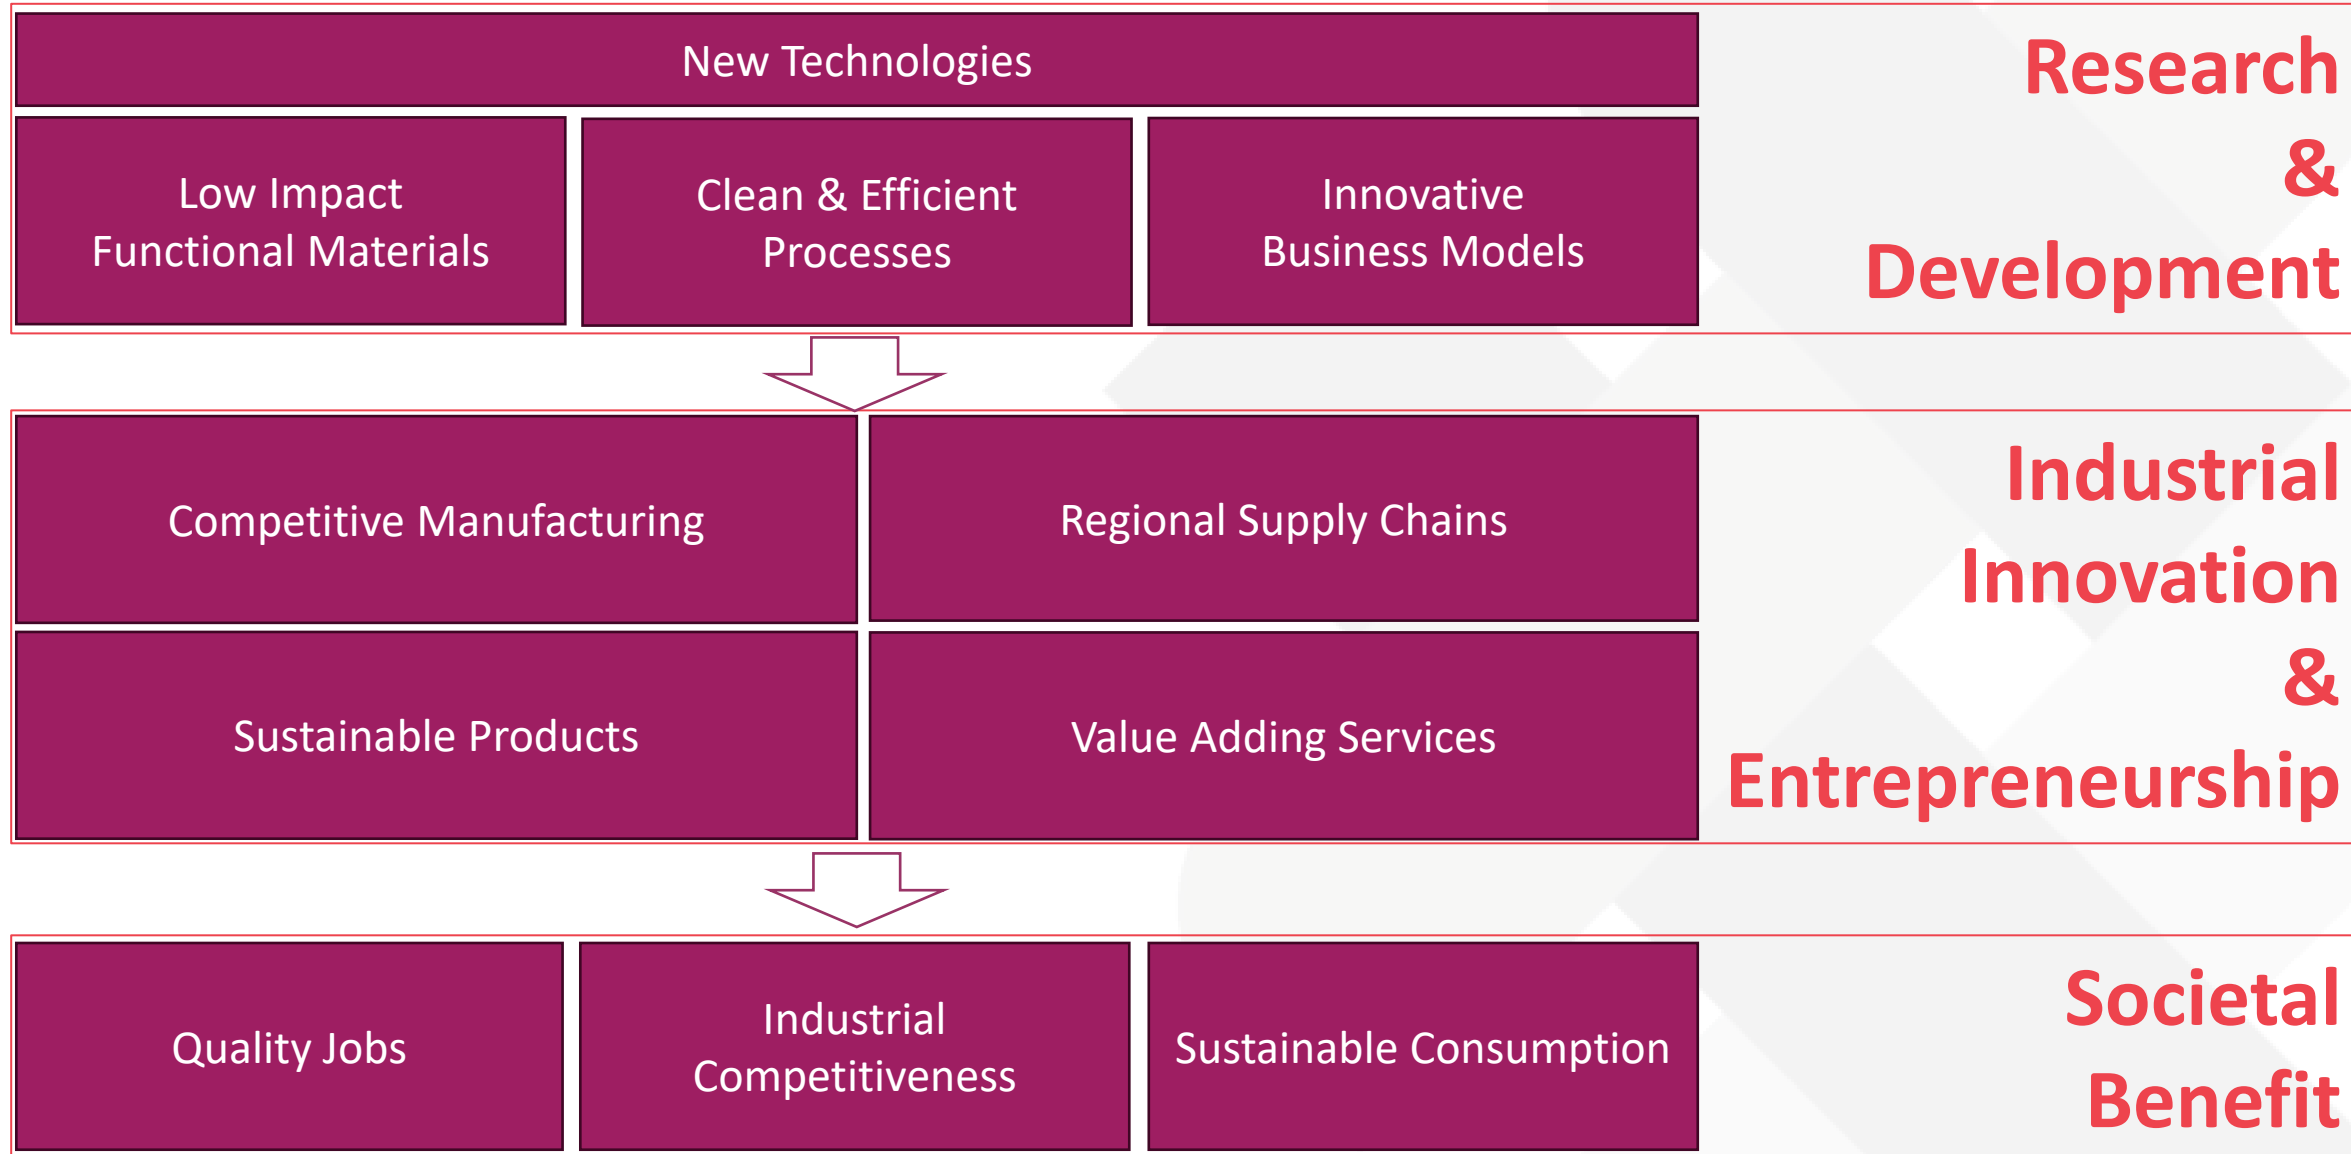 New Technologies
Low Impact
Functional Materials
Clean & Efficient
Processes
Innovative
Business Models
Research
&
Development
Competitive Manufacturing
Regional Supply Chains
Sustainable Products
Value Adding Services
Industrial
Innovation
&
Entrepreneurship
Quality Jobs
Industrial
Competitiveness
Sustainable Consumption
Societal
Benefit